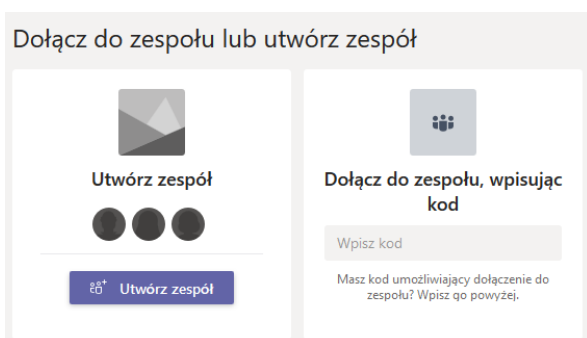 Dołącz do zespołu lub utwórz zespół
Utwórz zespół
Utwórz zespół
Dołącz do zespołu, wpisując
kod
Wpisz kod
Masz kod umożliwiający dołączenie do
zespołu? Wpisz go powyżej.